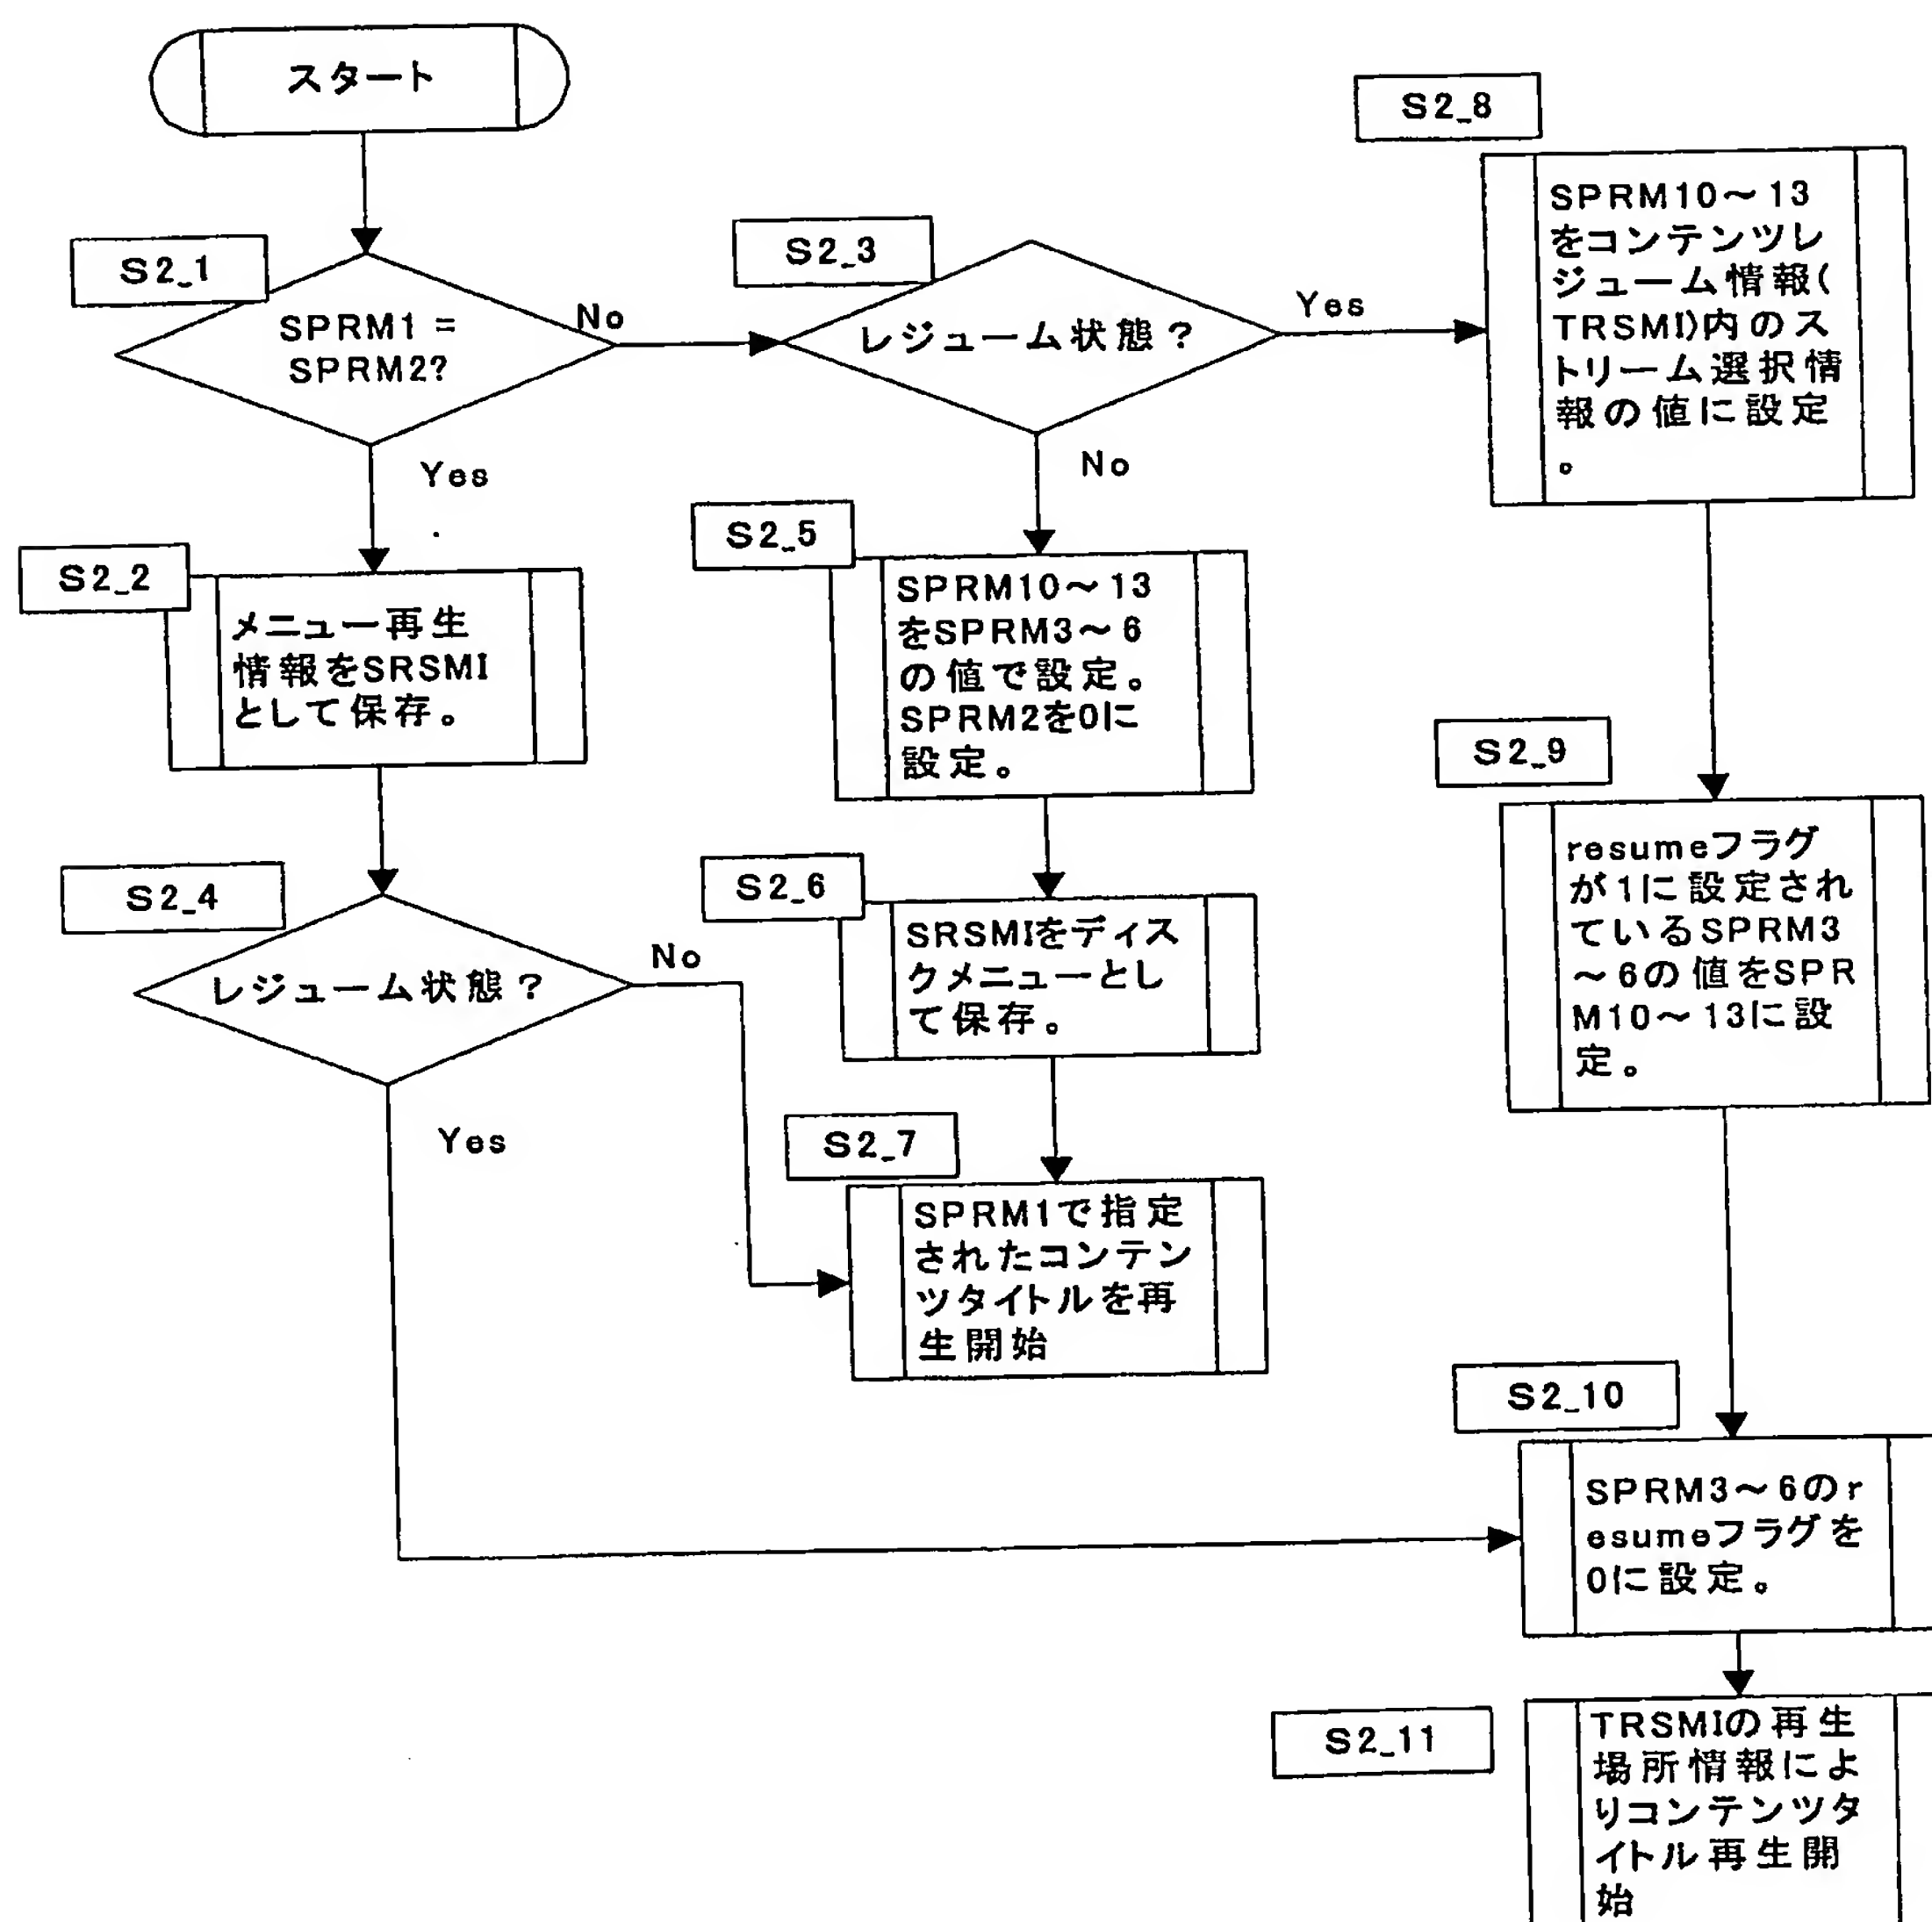 スタート
S2_1
SPRM1 =
SPRM2?
No
Yes
S2_2
メニュー再生
情報をSRSMI
として保存。
S2_4
レジューム状態？
No
Yes
S2_3
レジューム状態？
Yes
No
S2_5
SPRM10～13
をSPRM3～6
の値で設定。
SPRM2を0に
設定。
S2_6
SRSMIをディス
クメニューとし
て保存。
S2_7
SPRM1で指定
されたコンテン
ツタイトルを再
生開始
S2_8
SPRM10～13
をコンテンツレ
ジューム情報(
TRSMI)内のス
トリーム選択情
報の値に設定
。
S2_9
resumeフラグ
が1に設定され
ているSPRM3
～6の値をSPR
M10～13に設
定。
S2_10
SPRM3～6のr
esumeフラグを
0に設定。
S2_11
TRSMIの再生
場所情報によ
りコンテンツタ
イトル再生開
始